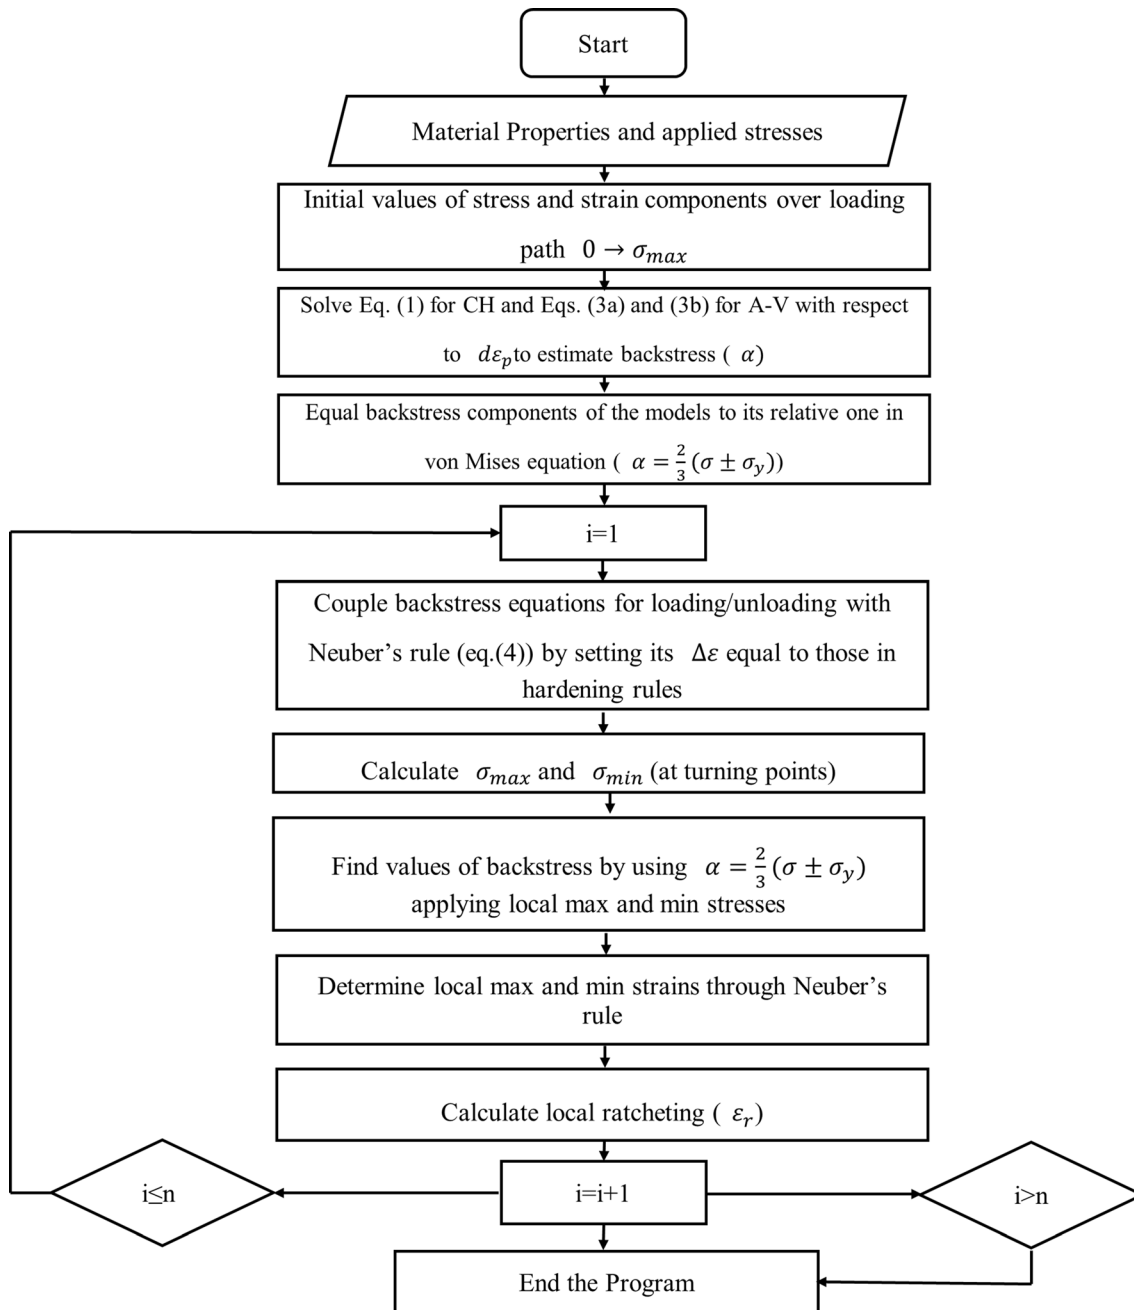 Start
Material Properties and applied stresses
Initial values of stress and strain components over loading
path 0 → σmax
Solve Eq. (1) for CH and Eqs. (3a) and (3b) for A-V with respect
to dεp to estimate backstress ( α)
Equal backstress components of the models to its relative one in
von Mises equation ( α = 2/3 (σ ± σy))
i=1
Couple backstress equations for loading/unloading with
Neuber’s rule (eq.(4)) by setting its Δε equal to those in
hardening rules
Calculate σmax and σmin (at turning points)
Find values of backstress by using α = 2/3 (σ ± σy)
applying local max and min stresses
Determine local max and min strains through Neuber’s
rule
Calculate local ratcheting ( εr)
i≤n
i=i+1
i>n
End the Program